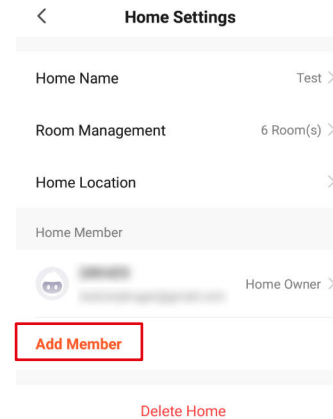 Home Settings
Home Name Test
Room Management 6 Room(s)
Home Location
Home Member
Home Owner
Add Member
Delete Home